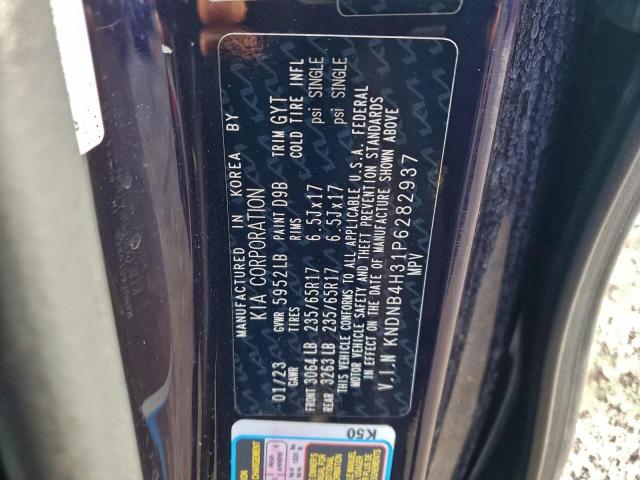 MANUFACTURED IN KOREA BY
KIA CORPORATION
01/23 GVWR 5952LB PAINT D9B TRIM GYT
GAWR TIRES RIMS COLD TIRE INFL
FRONT 3064 LB 235/65R17 6.5Jx17 psi SINGLE
REAR 3263 LB 235/65R17 6.5Jx17 psi SINGLE
THIS VEHICLE CONFORMS TO ALL APPLICABLE U.S.A. FEDERAL
MOTOR VEHICLE SAFETY AND THEFT PREVENTION STANDARDS
IN EFFECT ON THE DATE OF MANUFACTURE SHOWN ABOVE
V.I.N KNDNB4H31P6282937
MPV
K50